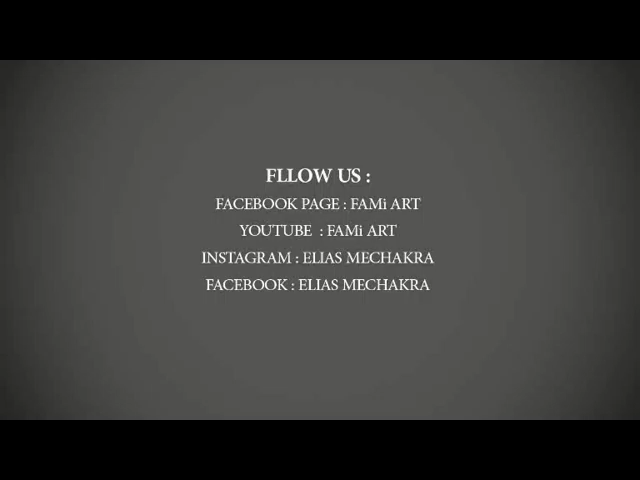 FLLOW US :
FACEBOOK PAGE : FAMi ART
YOUTUBE : FAMi ART
INSTAGRAM : ELIAS MECHAKRA
FACEBOOK : ELIAS MECHAKRA